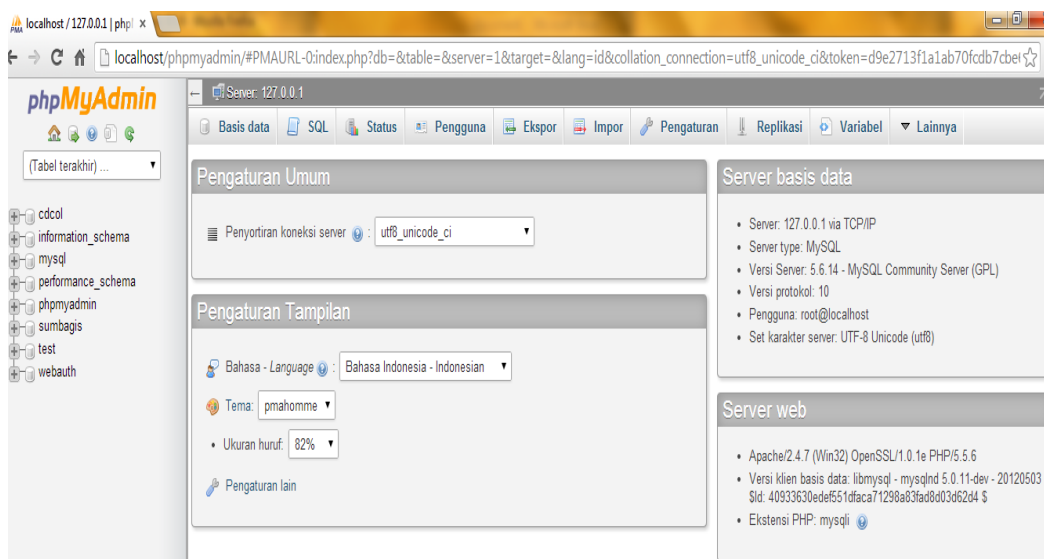 localhost / 127.0.0.1 | phpl
localhost/phpmyadmin/#PMAURL-0:index.php?db=&table=&server=1&target=&lang=id&collation_connection=utf8_unicode_ci&token=d9e2713f1a1ab70fcdb7cbe
phpMyAdmin
(Tabel terakhir) ...
cdcol
information_schema
mysql
performance_schema
phpmyadmin
sumbagis
test
webauth
Server: 127.0.0.1
Basis data SQL Status Pengguna Ekspor Impor Pengaturan Replikasi Variabel Lainnya
Pengaturan Umum
Penyortiran koneksi server : utf8_unicode_ci
Pengaturan Tampilan
Bahasa - Language : Bahasa Indonesia - Indonesian
Tema: pmahomme
Ukuran huruf: 82%
Pengaturan lain
Server basis data
Server: 127.0.0.1 via TCP/IP
Server type: MySQL
Versi Server: 5.6.14 - MySQL Community Server (GPL)
Versi protokol: 10
Pengguna: root@localhost
Set karakter server: UTF-8 Unicode (utf8)
Server web
Apache/2.4.7 (Win32) OpenSSL/1.0.1e PHP/5.5.6
Versi klien basis data: libmysql - mysqlnd 5.0.11-dev - 20120503
$Id: 40933630edef551dfaca71298a83fad8d03d62d4 $
Ekstensi PHP: mysqli